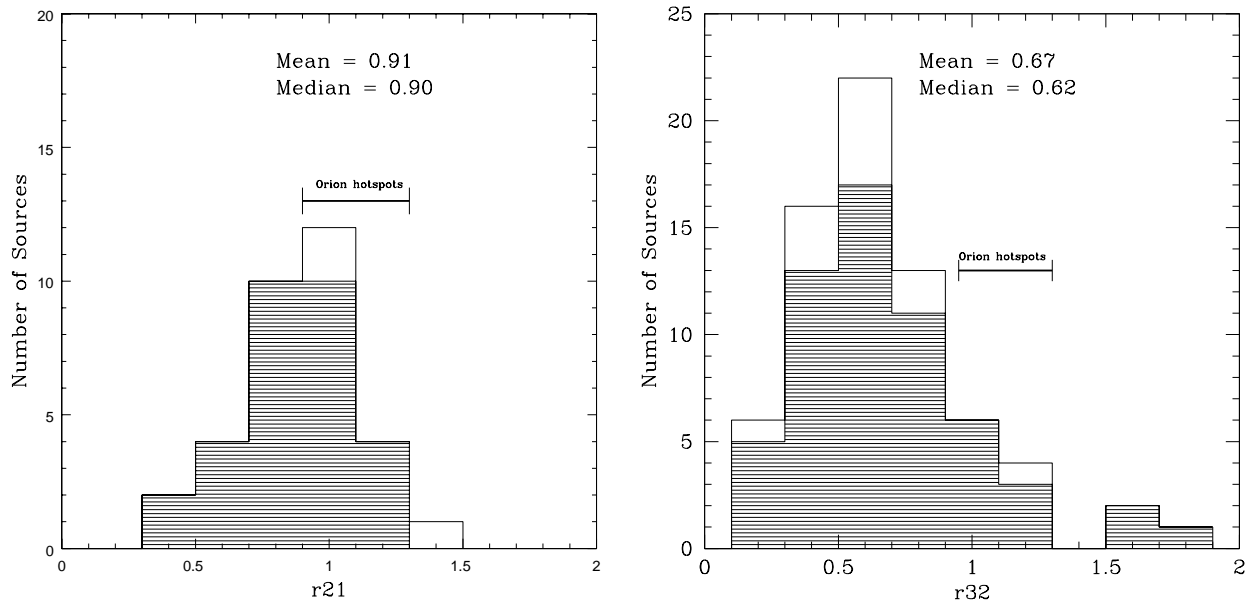 20
15
10
5
0
Number of Sources
Mean = 0.91
Median = 0.90
Orion hotspots
0 0.5 1 1.5 2
r21
25
20
15
10
5
0
Number of Sources
Mean = 0.67
Median = 0.62
Orion hotspots
0 0.5 1 1.5 2
r32